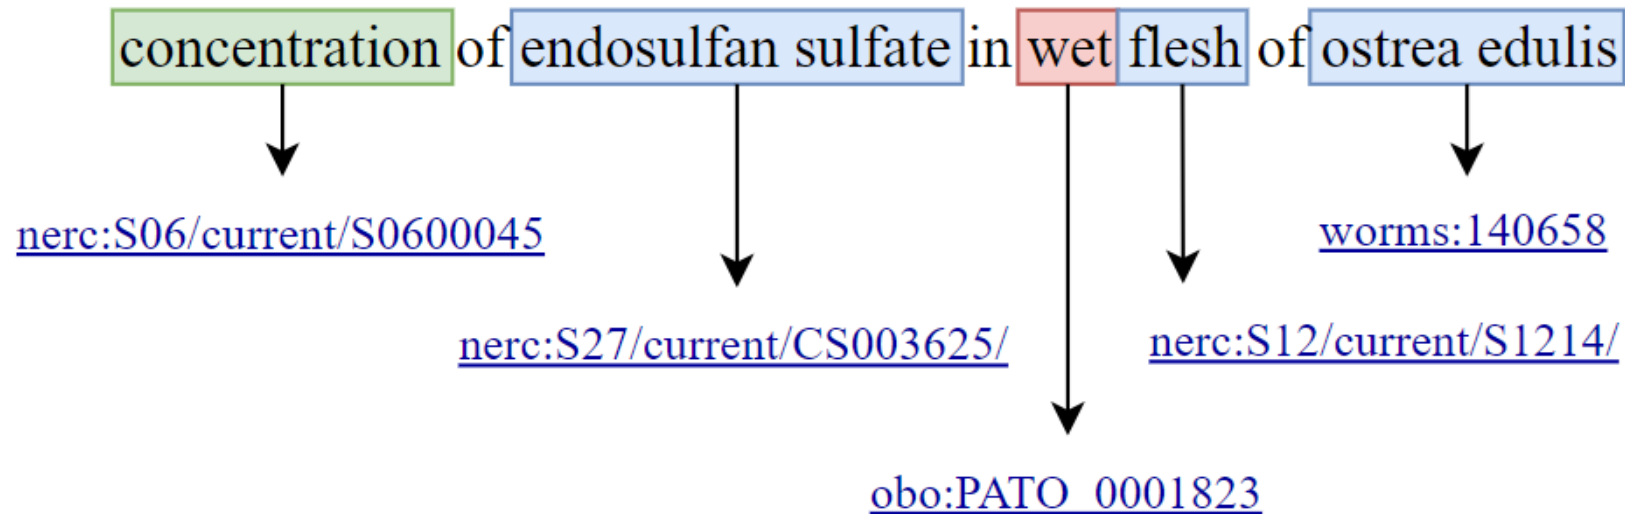 concentration of endosulfan sulfate in wet flesh of ostrea edulis
nerc:S06/current/S0600045
worms:140658
nerc:S27/current/CS003625/
nerc:S12/current/S1214/
obo:PATO_0001823